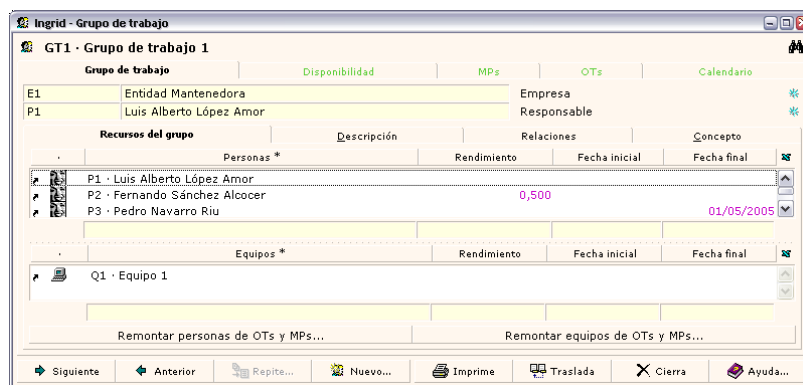 Ingrid - Grupo de trabajo
GT1 · Grupo de trabajo 1
Grupo de trabajo Disponibilidad MPs OTs Calendario
E1 Entidad Mantenedora Empresa
P1 Luis Alberto López Amor Responsable
Recursos del grupo Descripción Relaciones Concepto
· Personas * Rendimiento Fecha inicial Fecha final
P1 · Luis Alberto López Amor
P2 · Fernando Sánchez Alcocer 0,500
P3 · Pedro Navarro Riu 01/05/2005
· Equipos * Rendimiento Fecha inicial Fecha final
Q1 · Equipo 1
Remontar personas de OTs y MPs... Remontar equipos de OTs y MPs...
Siguiente Anterior Repite... Nuevo... Imprime Traslada Cierra Ayuda...